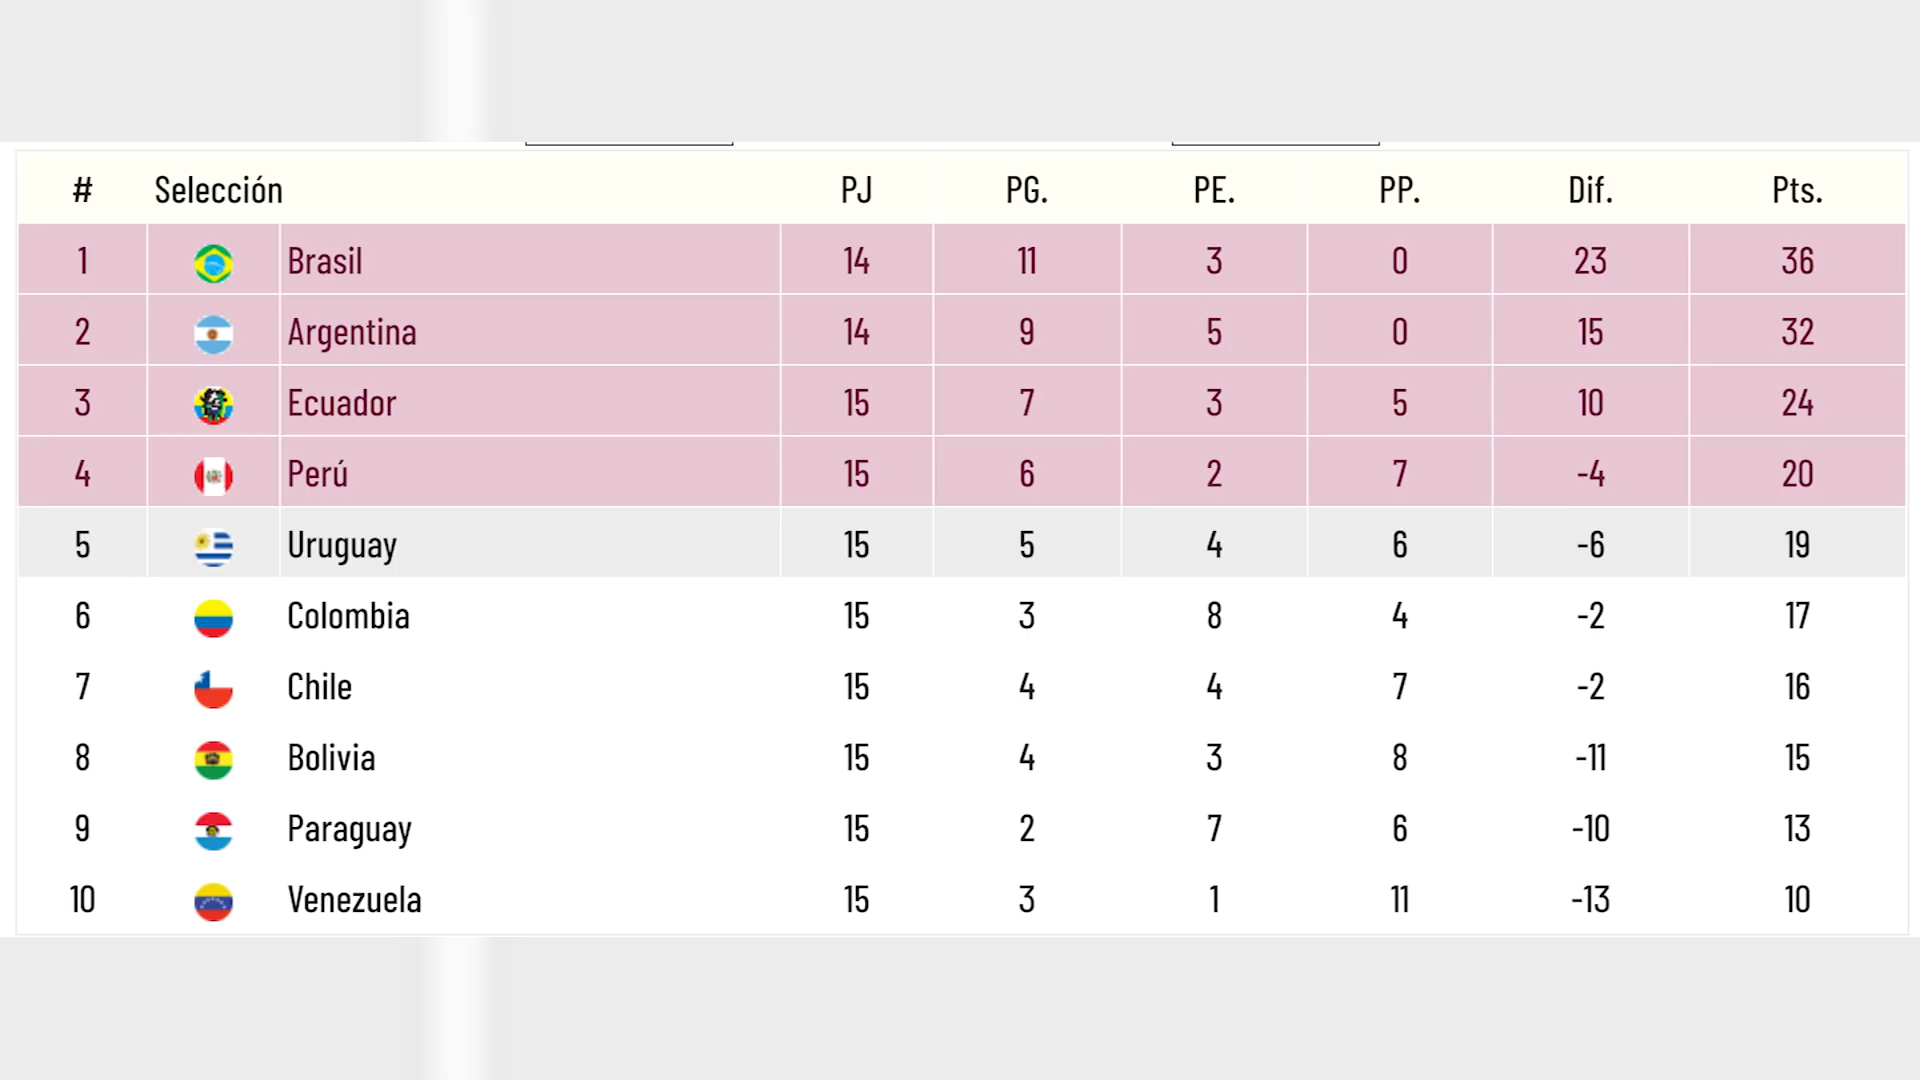 # Selección PJ PG. PE. PP. Dif. Pts.
1 Brasil 14 11 3 0 23 36
2 Argentina 14 9 5 0 15 32
3 Ecuador 15 7 3 5 10 24
4 Perú 15 6 2 7 -4 20
5 Uruguay 15 5 4 6 -6 19
6 Colombia 15 3 8 4 -2 17
7 Chile 15 4 4 7 -2 16
8 Bolivia 15 4 3 8 -11 15
9 Paraguay 15 2 7 6 -10 13
10 Venezuela 15 3 1 11 -13 10